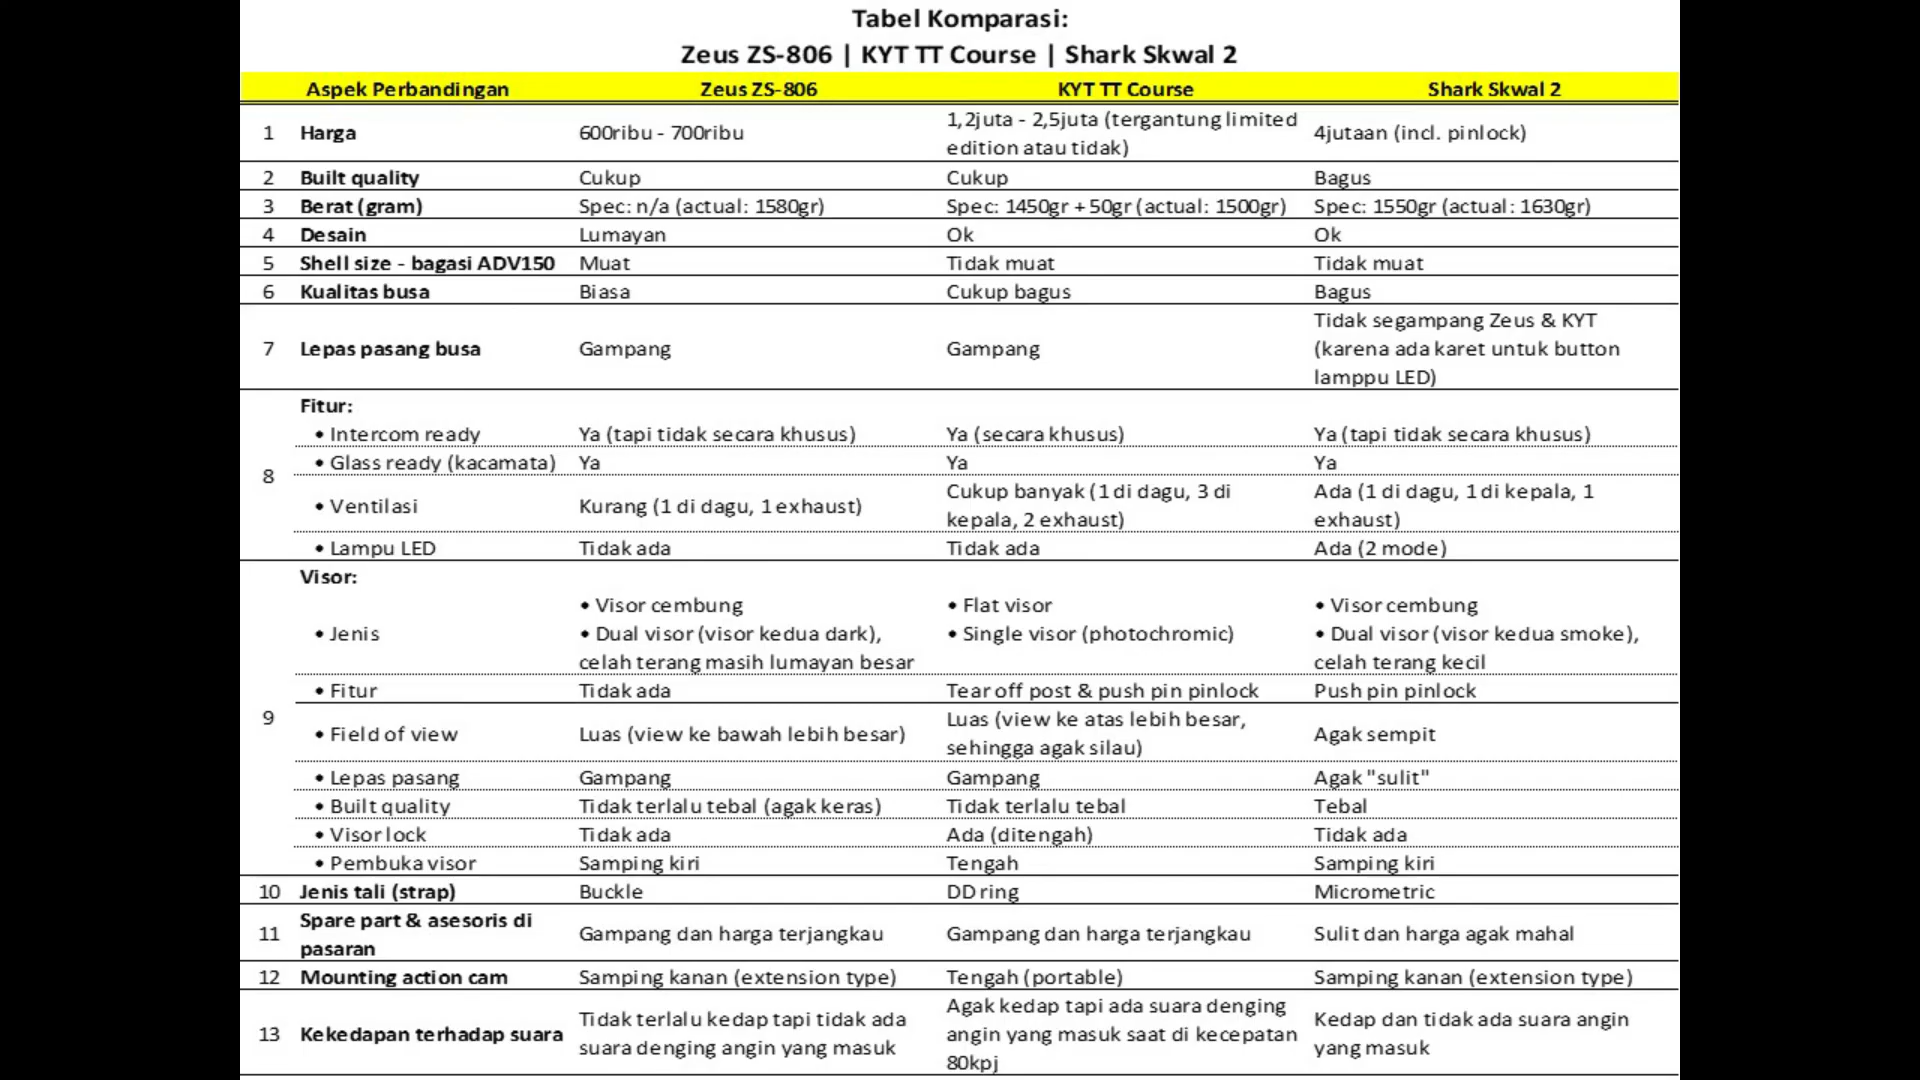 Tabel Komparasi:
Zeus ZS-806 | KYT TT Course | Shark Skwal 2
Aspek Perbandingan Zeus ZS-806 KYT TT Course Shark Skwal 2
1 Harga 600ribu - 700ribu 1,2juta - 2,5juta (tergantung limited edition atau tidak) 4jutaan (incl. pinlock)
2 Built quality Cukup Cukup Bagus
3 Berat (gram) Spec: n/a (actual: 1580gr) Spec: 1450gr + 50gr (actual: 1500gr) Spec: 1550gr (actual: 1630gr)
4 Desain Lumayan Ok Ok
5 Shell size - bagasi ADV150 Muat Tidak muat Tidak muat
6 Kualitas busa Biasa Cukup bagus Bagus
7 Lepas pasang busa Gampang Gampang Tidak segampang Zeus & KYT (karena ada karet untuk button lamppu LED)
8 Fitur:
• Intercom ready Ya (tapi tidak secara khusus) Ya (secara khusus) Ya (tapi tidak secara khusus)
• Glass ready (kacamata) Ya Ya Ya
• Ventilasi Kurang (1 di dagu, 1 exhaust) Cukup banyak (1 di dagu, 3 di kepala, 2 exhaust) Ada (1 di dagu, 1 di kepala, 1 exhaust)
• Lampu LED Tidak ada Tidak ada Ada (2 mode)
9 Visor:
• Jenis • Visor cembung • Dual visor (visor kedua dark), celah terang masih lumayan besar • Flat visor • Single visor (photochromic) • Visor cembung • Dual visor (visor kedua smoke), celah terang kecil
• Fitur Tidak ada Tear off post & push pin pinlock Push pin pinlock
• Field of view Luas (view ke bawah lebih besar) Luas (view ke atas lebih besar, sehingga agak silau) Agak sempit
• Lepas pasang Gampang Gampang Agak "sulit"
• Built quality Tidak terlalu tebal (agak keras) Tidak terlalu tebal Tebal
• Visor lock Tidak ada Ada (ditengah) Tidak ada
• Pembuka visor Samping kiri Tengah Samping kiri
10 Jenis tali (strap) Buckle DD ring Micrometric
11 Spare part & asesoris di pasaran Gampang dan harga terjangkau Gampang dan harga terjangkau Sulit dan harga agak mahal
12 Mounting action cam Samping kanan (extension type) Tengah (portable) Samping kanan (extension type)
13 Kekedapan terhadap suara Tidak terlalu kedap tapi tidak ada suara denging angin yang masuk Agak kedap tapi ada suara denging angin yang masuk saat di kecepatan 80kpj Kedap dan tidak ada suara angin yang masuk